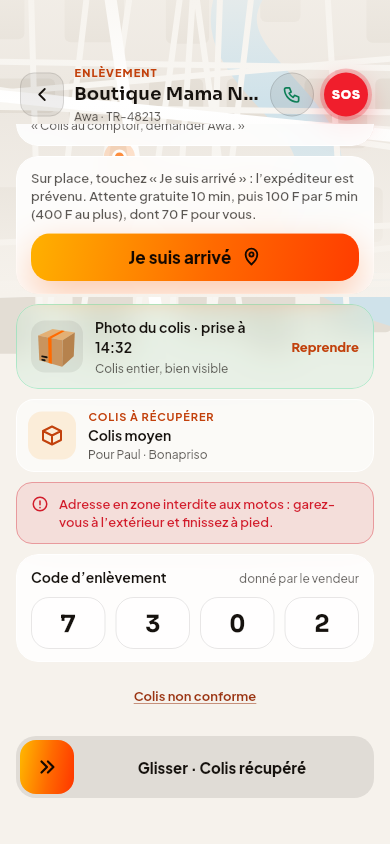 ENLÈVEMENT
Boutique Mama N...
Awa · TR-48213
SOS
« Colis au comptoir, demander Awa. »
Sur place, touchez « Je suis arrivé » : l'expéditeur est
prévenu. Attente gratuite 10 min, puis 100 F par 5 min
(400 F au plus), dont 70 F pour vous.
Je suis arrivé
Photo du colis · prise à
14:32
Colis entier, bien visible
Reprendre
COLIS À RÉCUPÉRER
Colis moyen
Pour Paul · Bonapriso
Adresse en zone interdite aux motos : garez-
vous à l'extérieur et finissez à pied.
Code d'enlèvement
donné par le vendeur
7 3 0 2
Colis non conforme
Glisser · Colis récupéré